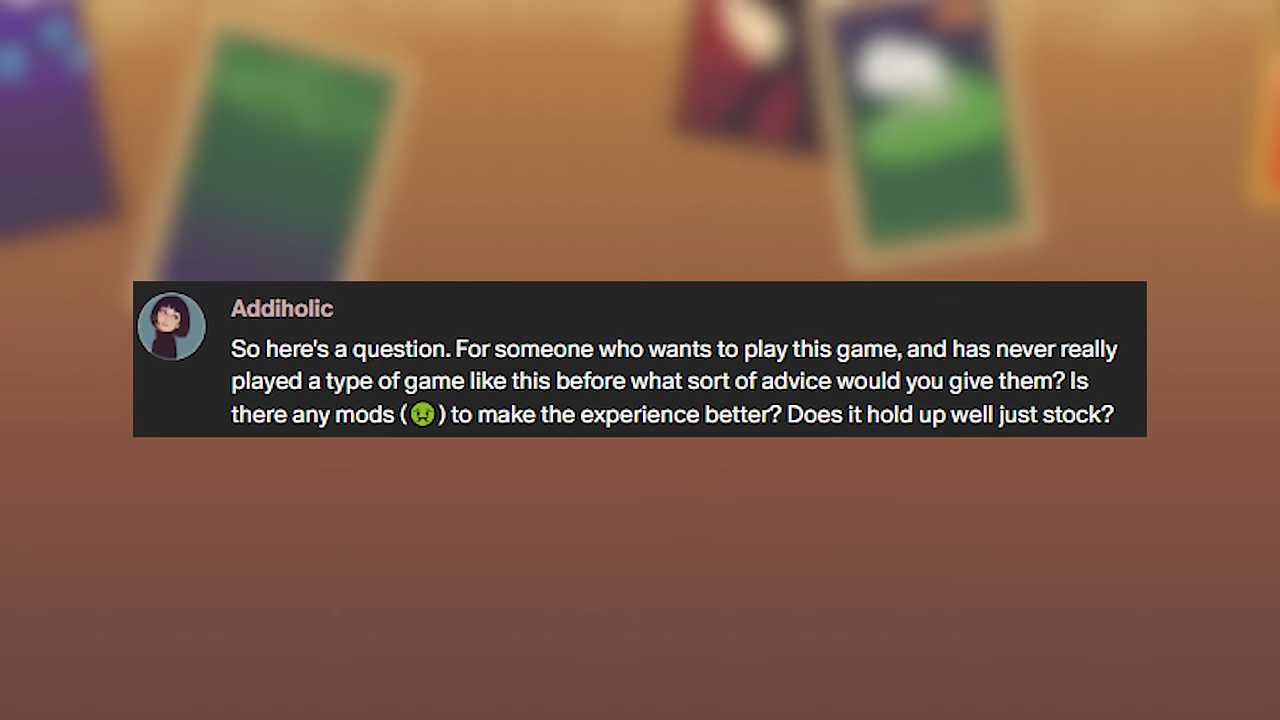 Addiholic
So here's a question. For someone who wants to play this game, and has never really
played a type of game like this before what sort of advice would you give them? Is
there any mods (🤢) to make the experience better? Does it hold up well just stock?